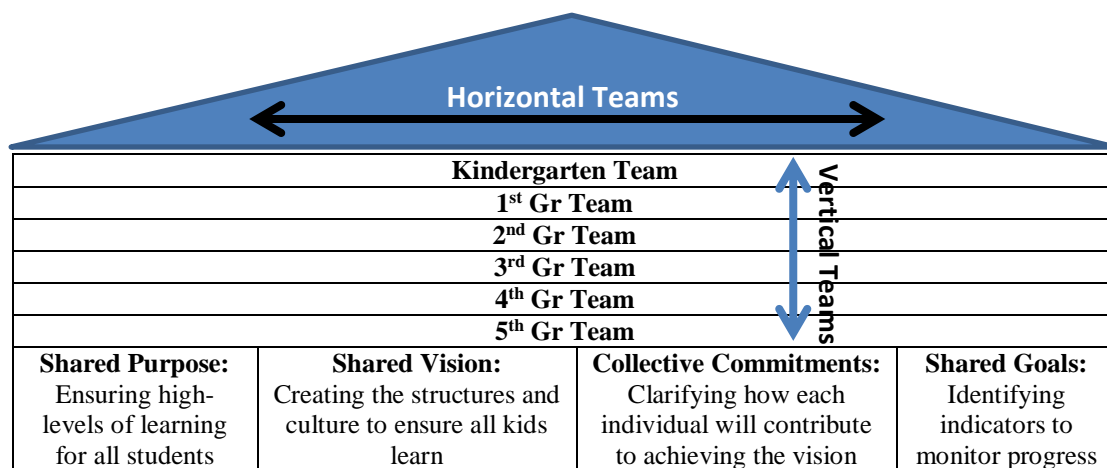 Horizontal Teams
Kindergarten Team
1st Gr Team
2nd Gr Team
3rd Gr Team
4th Gr Team
5th Gr Team
Vertical Teams
Shared Purpose:
Ensuring high-
levels of learning
for all students
Shared Vision:
Creating the structures and
culture to ensure all kids
learn
Collective Commitments:
Clarifying how each
individual will contribute
to achieving the vision
Shared Goals:
Identifying
indicators to
monitor progress